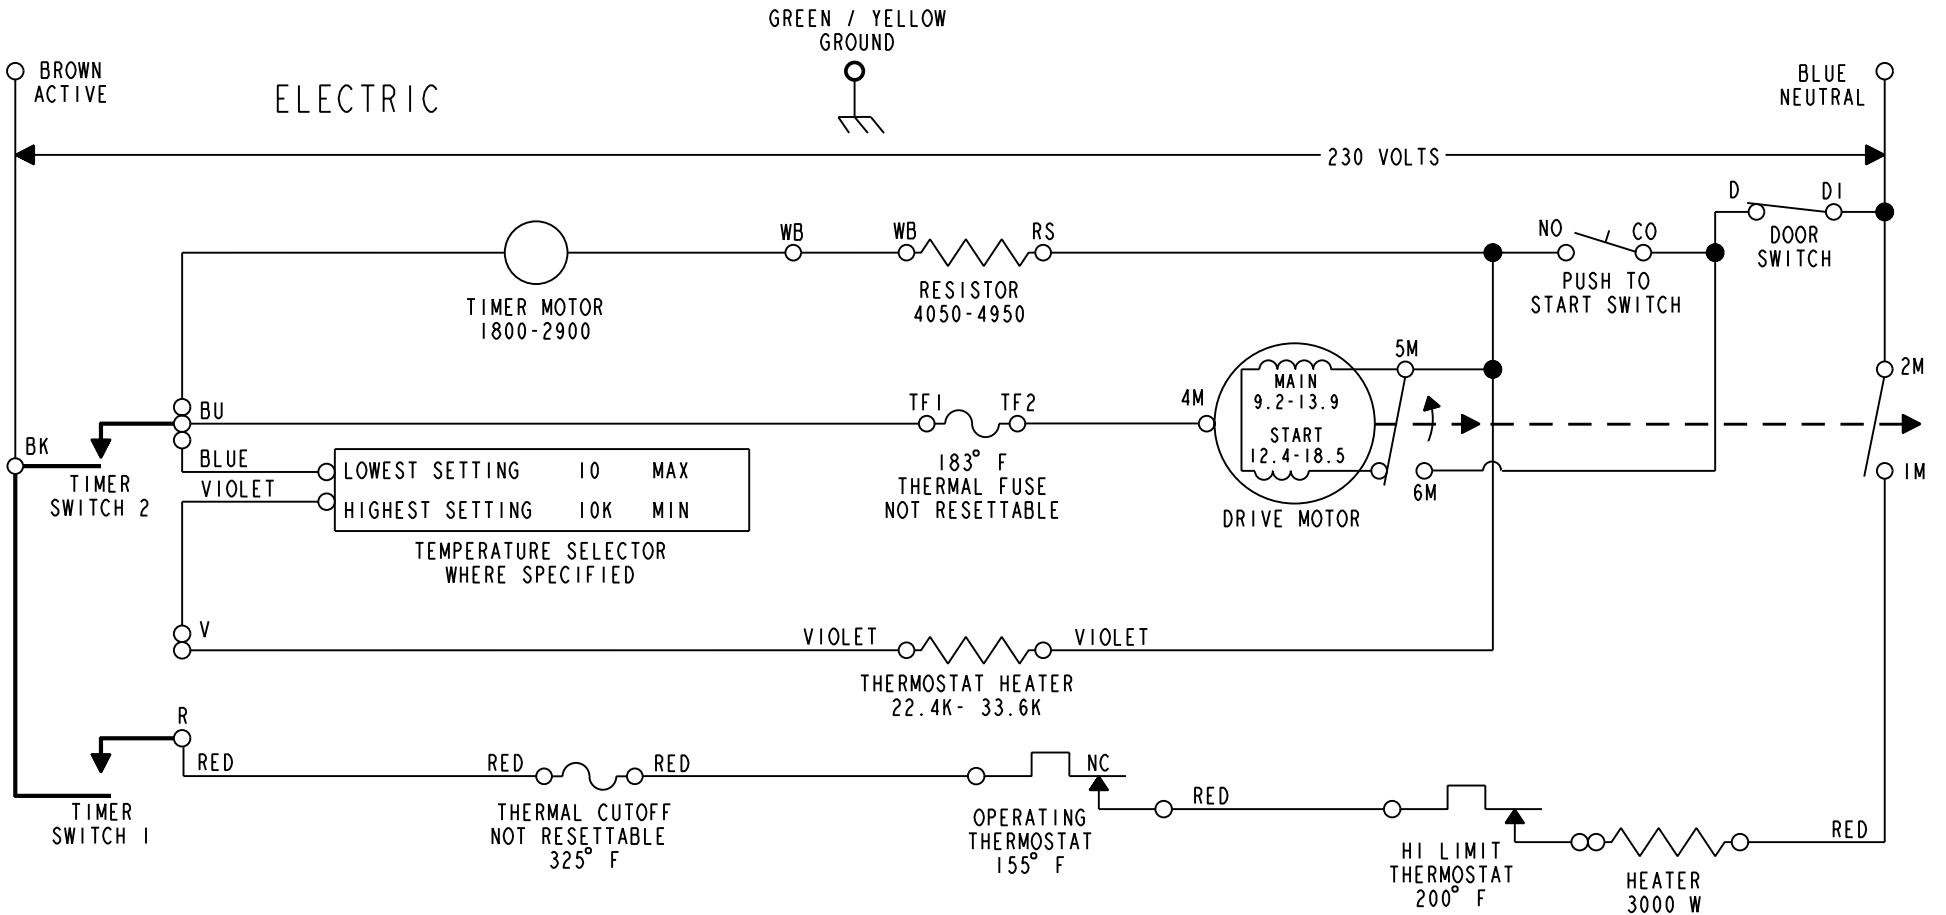 GREEN / YELLOW
GROUND
BROWN
ACTIVE
ELECTRIC
BLUE
NEUTRAL
230 VOLTS
D
D1
DOOR
SWITCH
WB
WB
RS
NO
CO
TIMER MOTOR
1800-2900
RESISTOR
4050-4950
PUSH TO
START SWITCH
5M
2M
MAIN
9.2-13.9
4M
BU
TF1
TF2
START
12.4-18.5
BK
BLUE
LOWEST SETTING 10 MAX
183° F
THERMAL FUSE
NOT RESETTABLE
6M
1M
TIMER
SWITCH 2
VIOLET
HIGHEST SETTING 10K MIN
DRIVE MOTOR
TEMPERATURE SELECTOR
WHERE SPECIFIED
V
VIOLET
VIOLET
THERMOSTAT HEATER
22.4K- 33.6K
R
RED
RED
RED
NC
RED
TIMER
SWITCH 1
THERMAL CUTOFF
NOT RESETTABLE
325° F
OPERATING
THERMOSTAT
155° F
RED
HI LIMIT
THERMOSTAT
200° F
HEATER
3000 W